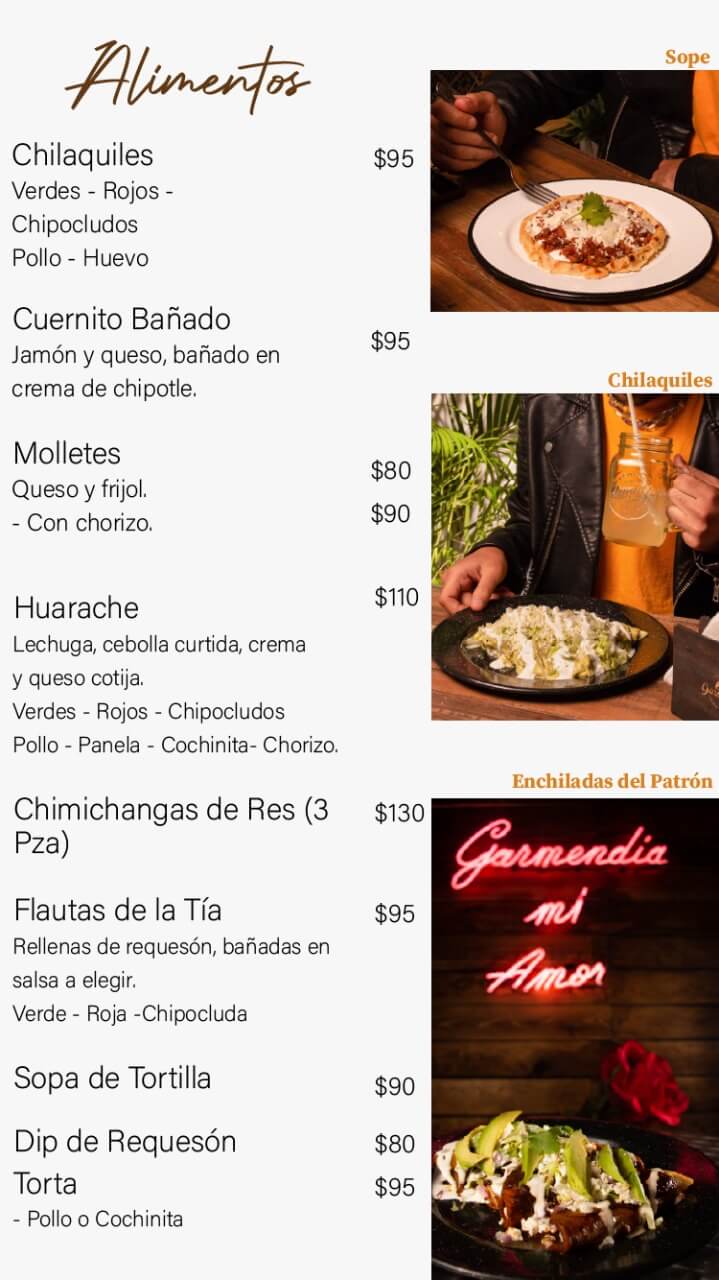 Alimentos
Chilaquiles $95
Verdes - Rojos -
Chipocludos
Pollo - Huevo
Cuernito Bañado $95
Jamón y queso, bañado en
crema de chipotle.
Molletes $80
Queso y frijol.
- Con chorizo. $90
Huarache $110
Lechuga, cebolla curtida, crema
y queso cotija.
Verdes - Rojos - Chipocludos
Pollo - Panela - Cochinita- Chorizo.
Chimichangas de Res (3 $130
Pza)
Flautas de la Tía $95
Rellenas de requesón, bañadas en
salsa a elegir.
Verde - Roja -Chipocluda
Sopa de Tortilla $90
Dip de Requesón $80
Torta $95
- Pollo o Cochinita
Sope
Chilaquiles
Enchiladas del Patrón
Garmendia
mi
Amor